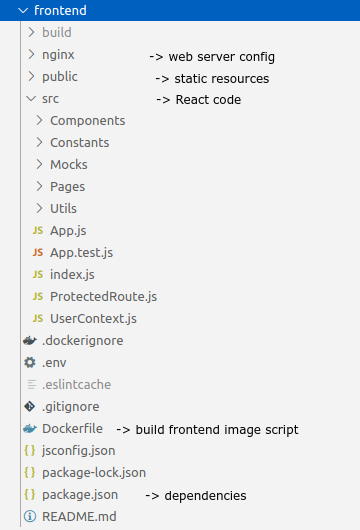 frontend
build
nginx -> web server config
public -> static resources
src -> React code
Components
Constants
Mocks
Pages
Utils
JS App.js
JS App.test.js
JS index.js
JS ProtectedRoute.js
JS UserContext.js
.dockerignore
.env
.eslintcache
.gitignore
Dockerfile -> build frontend image script
{ } jsconfig.json
{ } package-lock.json
{ } package.json -> dependencies
README.md